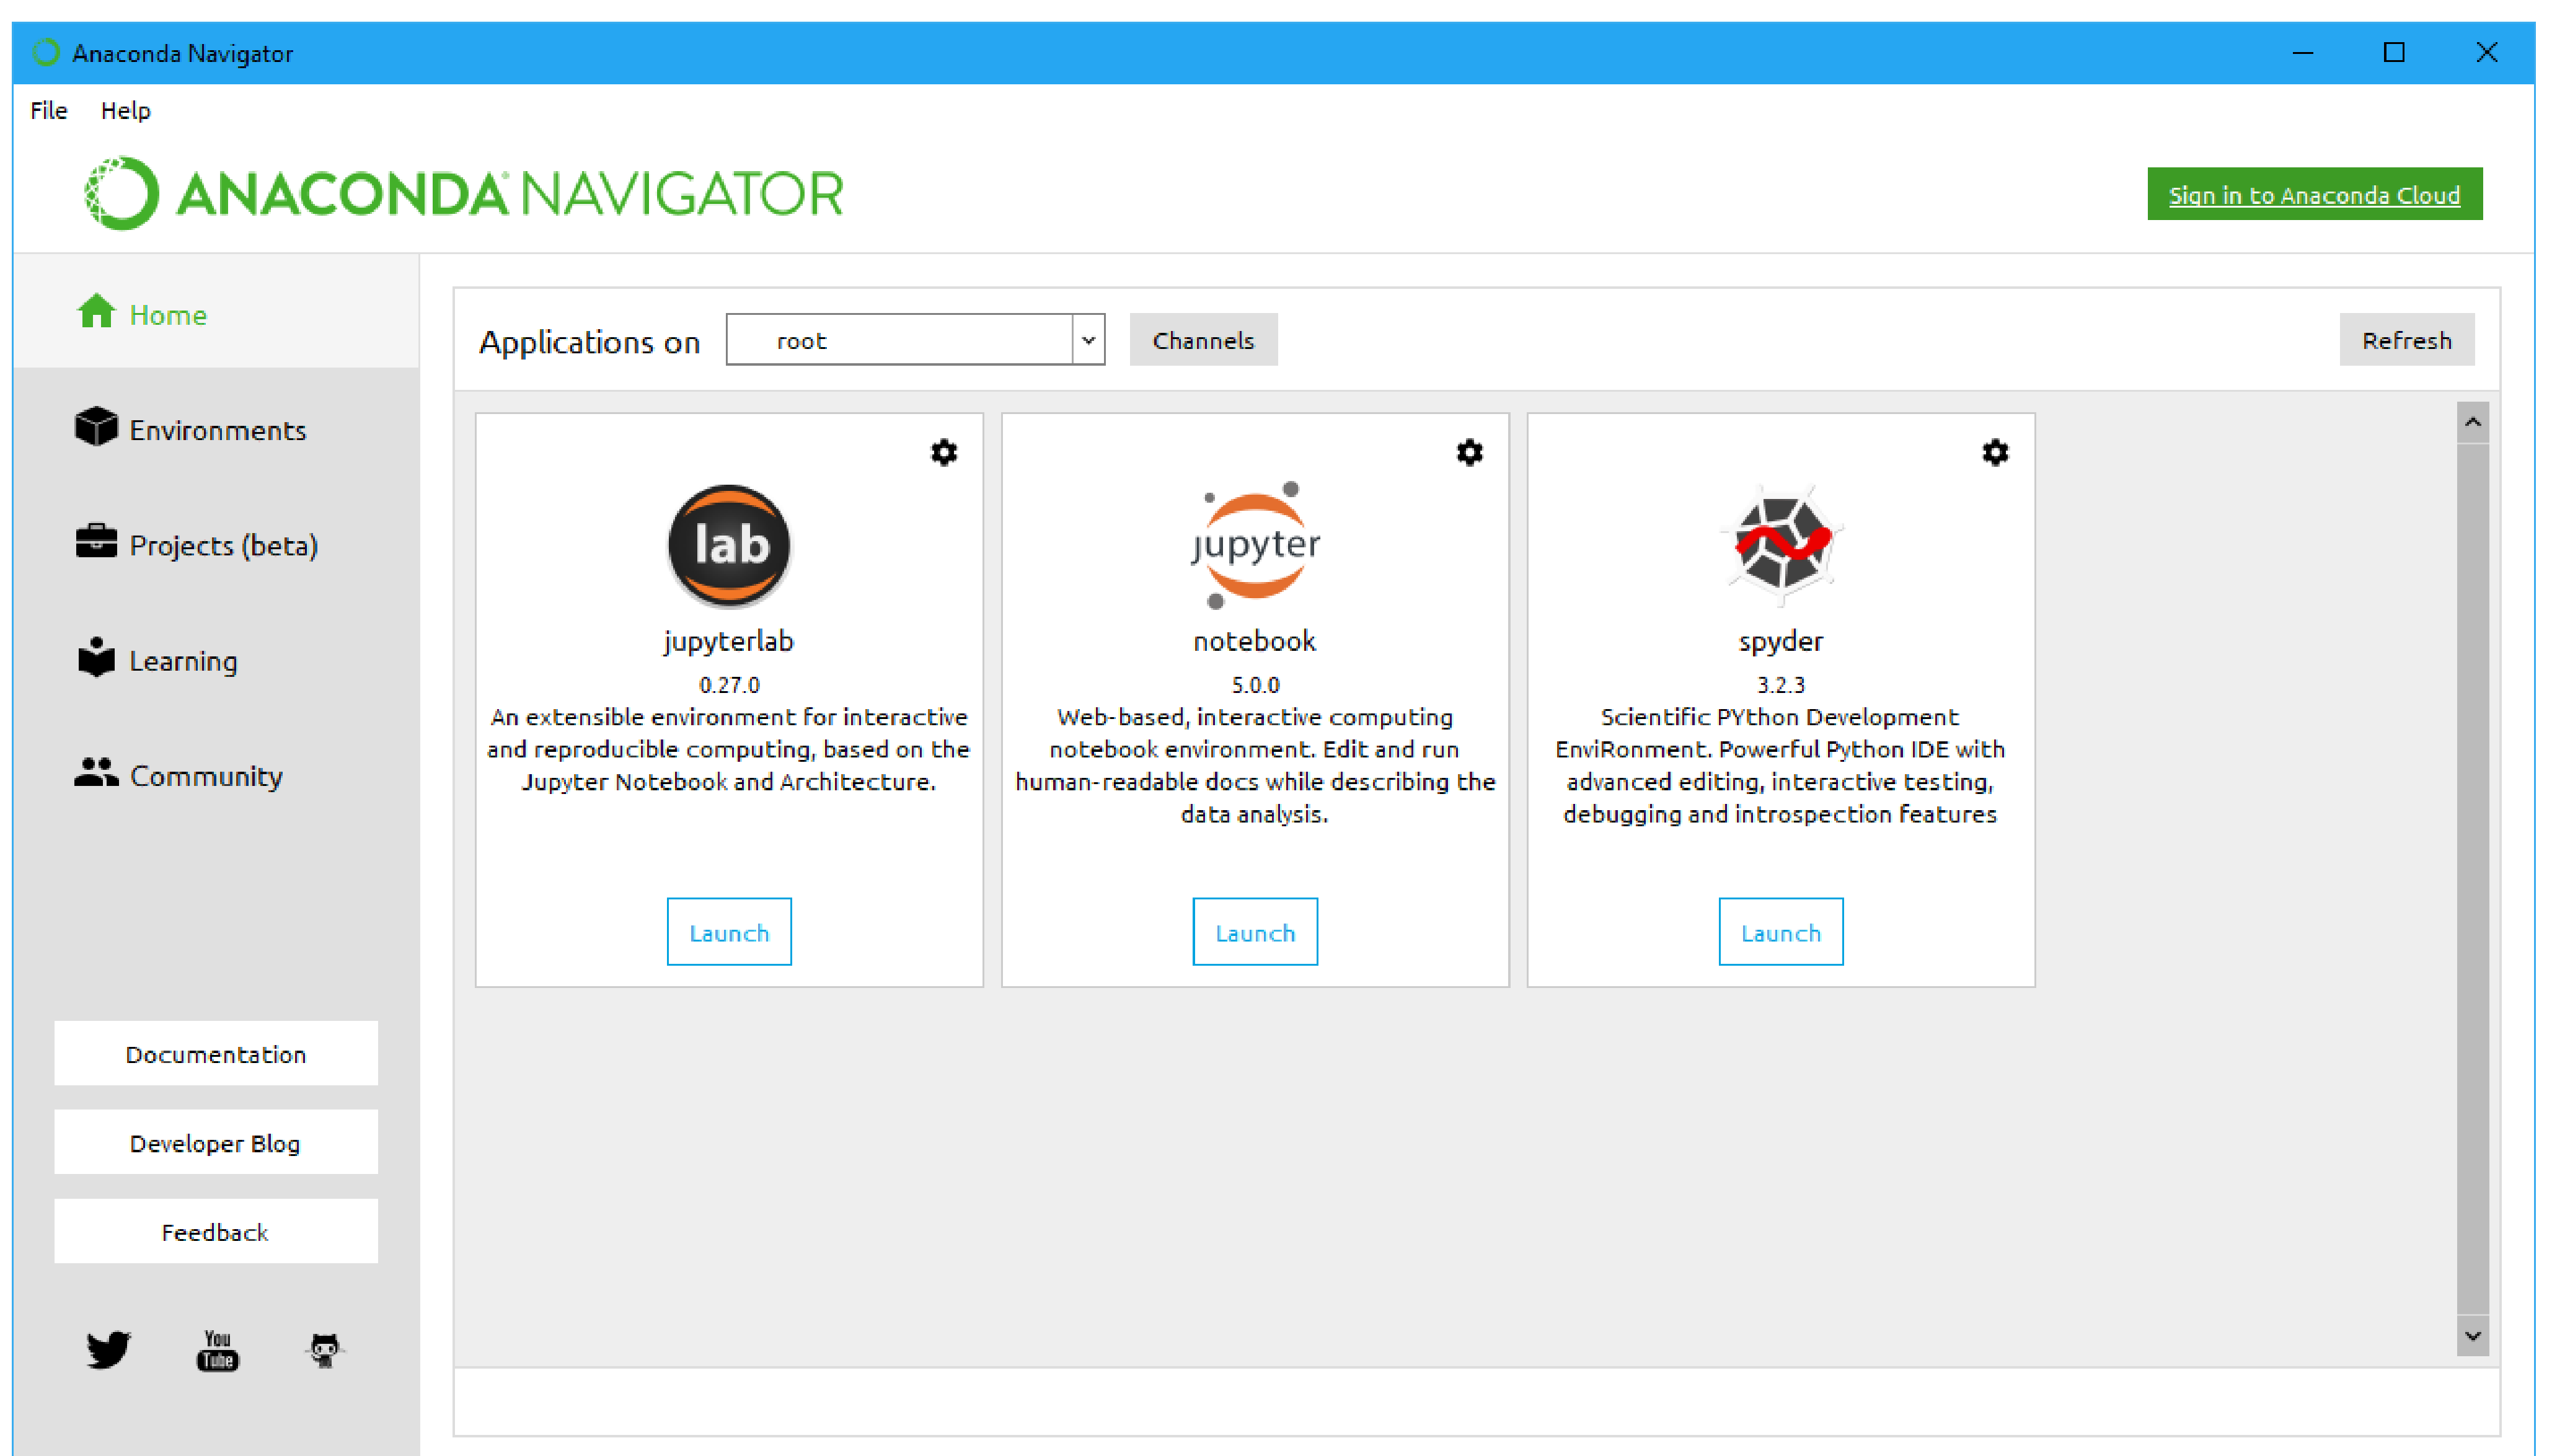 Anaconda Navigator
File Help
ANACONDA NAVIGATOR
Sign in to Anaconda Cloud
Home
Environments
Projects (beta)
Learning
Community
Documentation
Developer Blog
Feedback
You
Tube
Applications on root Channels Refresh
lab
jupyterlab
0.27.0
An extensible environment for interactive
and reproducible computing, based on the
Jupyter Notebook and Architecture.
Launch
jupyter
notebook
5.0.0
Web-based, interactive computing
notebook environment. Edit and run
human-readable docs while describing the
data analysis.
Launch
spyder
3.2.3
Scientific PYthon Development
EnviRonment. Powerful Python IDE with
advanced editing, interactive testing,
debugging and introspection features
Launch